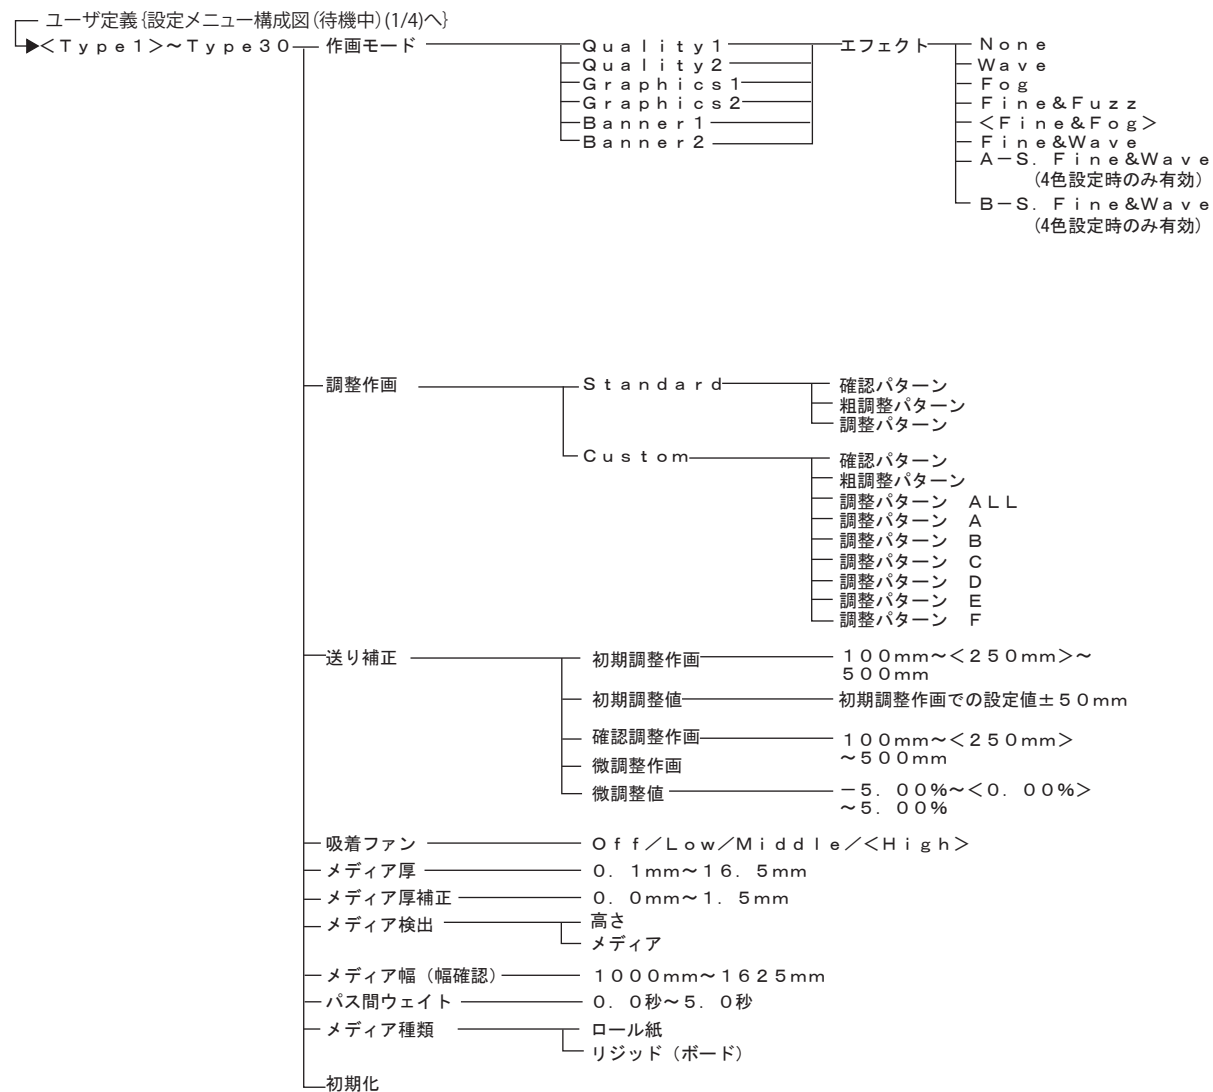 ユーザ定義{設定メニュー構成図(待機中)(1/4)へ}
＜Ｔｙｐｅ１＞～Ｔｙｐｅ３０
作画モード
Ｑｕａｌｉｔｙ１
Ｑｕａｌｉｔｙ２
Ｇｒａｐｈｉｃｓ１
Ｇｒａｐｈｉｃｓ２
Ｂａｎｎｅｒ１
Ｂａｎｎｅｒ２
エフェクト
Ｎｏｎｅ
Ｗａｖｅ
Ｆｏｇ
Ｆｉｎｅ＆Ｆｕｚｚ
＜Ｆｉｎｅ＆Ｆｏｇ＞
Ｆｉｎｅ＆Ｗａｖｅ
Ａ－Ｓ．Ｆｉｎｅ＆Ｗａｖｅ
(4色設定時のみ有効)
Ｂ－Ｓ．Ｆｉｎｅ＆Ｗａｖｅ
(4色設定時のみ有効)
調整作画
Ｓｔａｎｄａｒｄ
確認パターン
粗調整パターン
調整パターン
Ｃｕｓｔｏｍ
確認パターン
粗調整パターン
調整パターン　ＡＬＬ
調整パターン　Ａ
調整パターン　Ｂ
調整パターン　Ｃ
調整パターン　Ｄ
調整パターン　Ｅ
調整パターン　Ｆ
送り補正
初期調整作画
１００ｍｍ～＜２５０ｍｍ＞～
５００ｍｍ
初期調整値
初期調整作画での設定値±５０ｍｍ
確認調整作画
１００ｍｍ～＜２５０ｍｍ＞
～５００ｍｍ
微調整作画
微調整値
－５．００％～＜０．００％＞
～５．００％
吸着ファン
Ｏｆｆ／Ｌｏｗ／Ｍｉｄｄｌｅ／＜Ｈｉｇｈ＞
メディア厚
０．１ｍｍ～１６．５ｍｍ
メディア厚補正
０．０ｍｍ～１．５ｍｍ
メディア検出
高さ
メディア
メディア幅（幅確認）
１０００ｍｍ～１６２５ｍｍ
パス間ウェイト
０．０秒～５．０秒
メディア種類
ロール紙
リジッド（ボード）
初期化